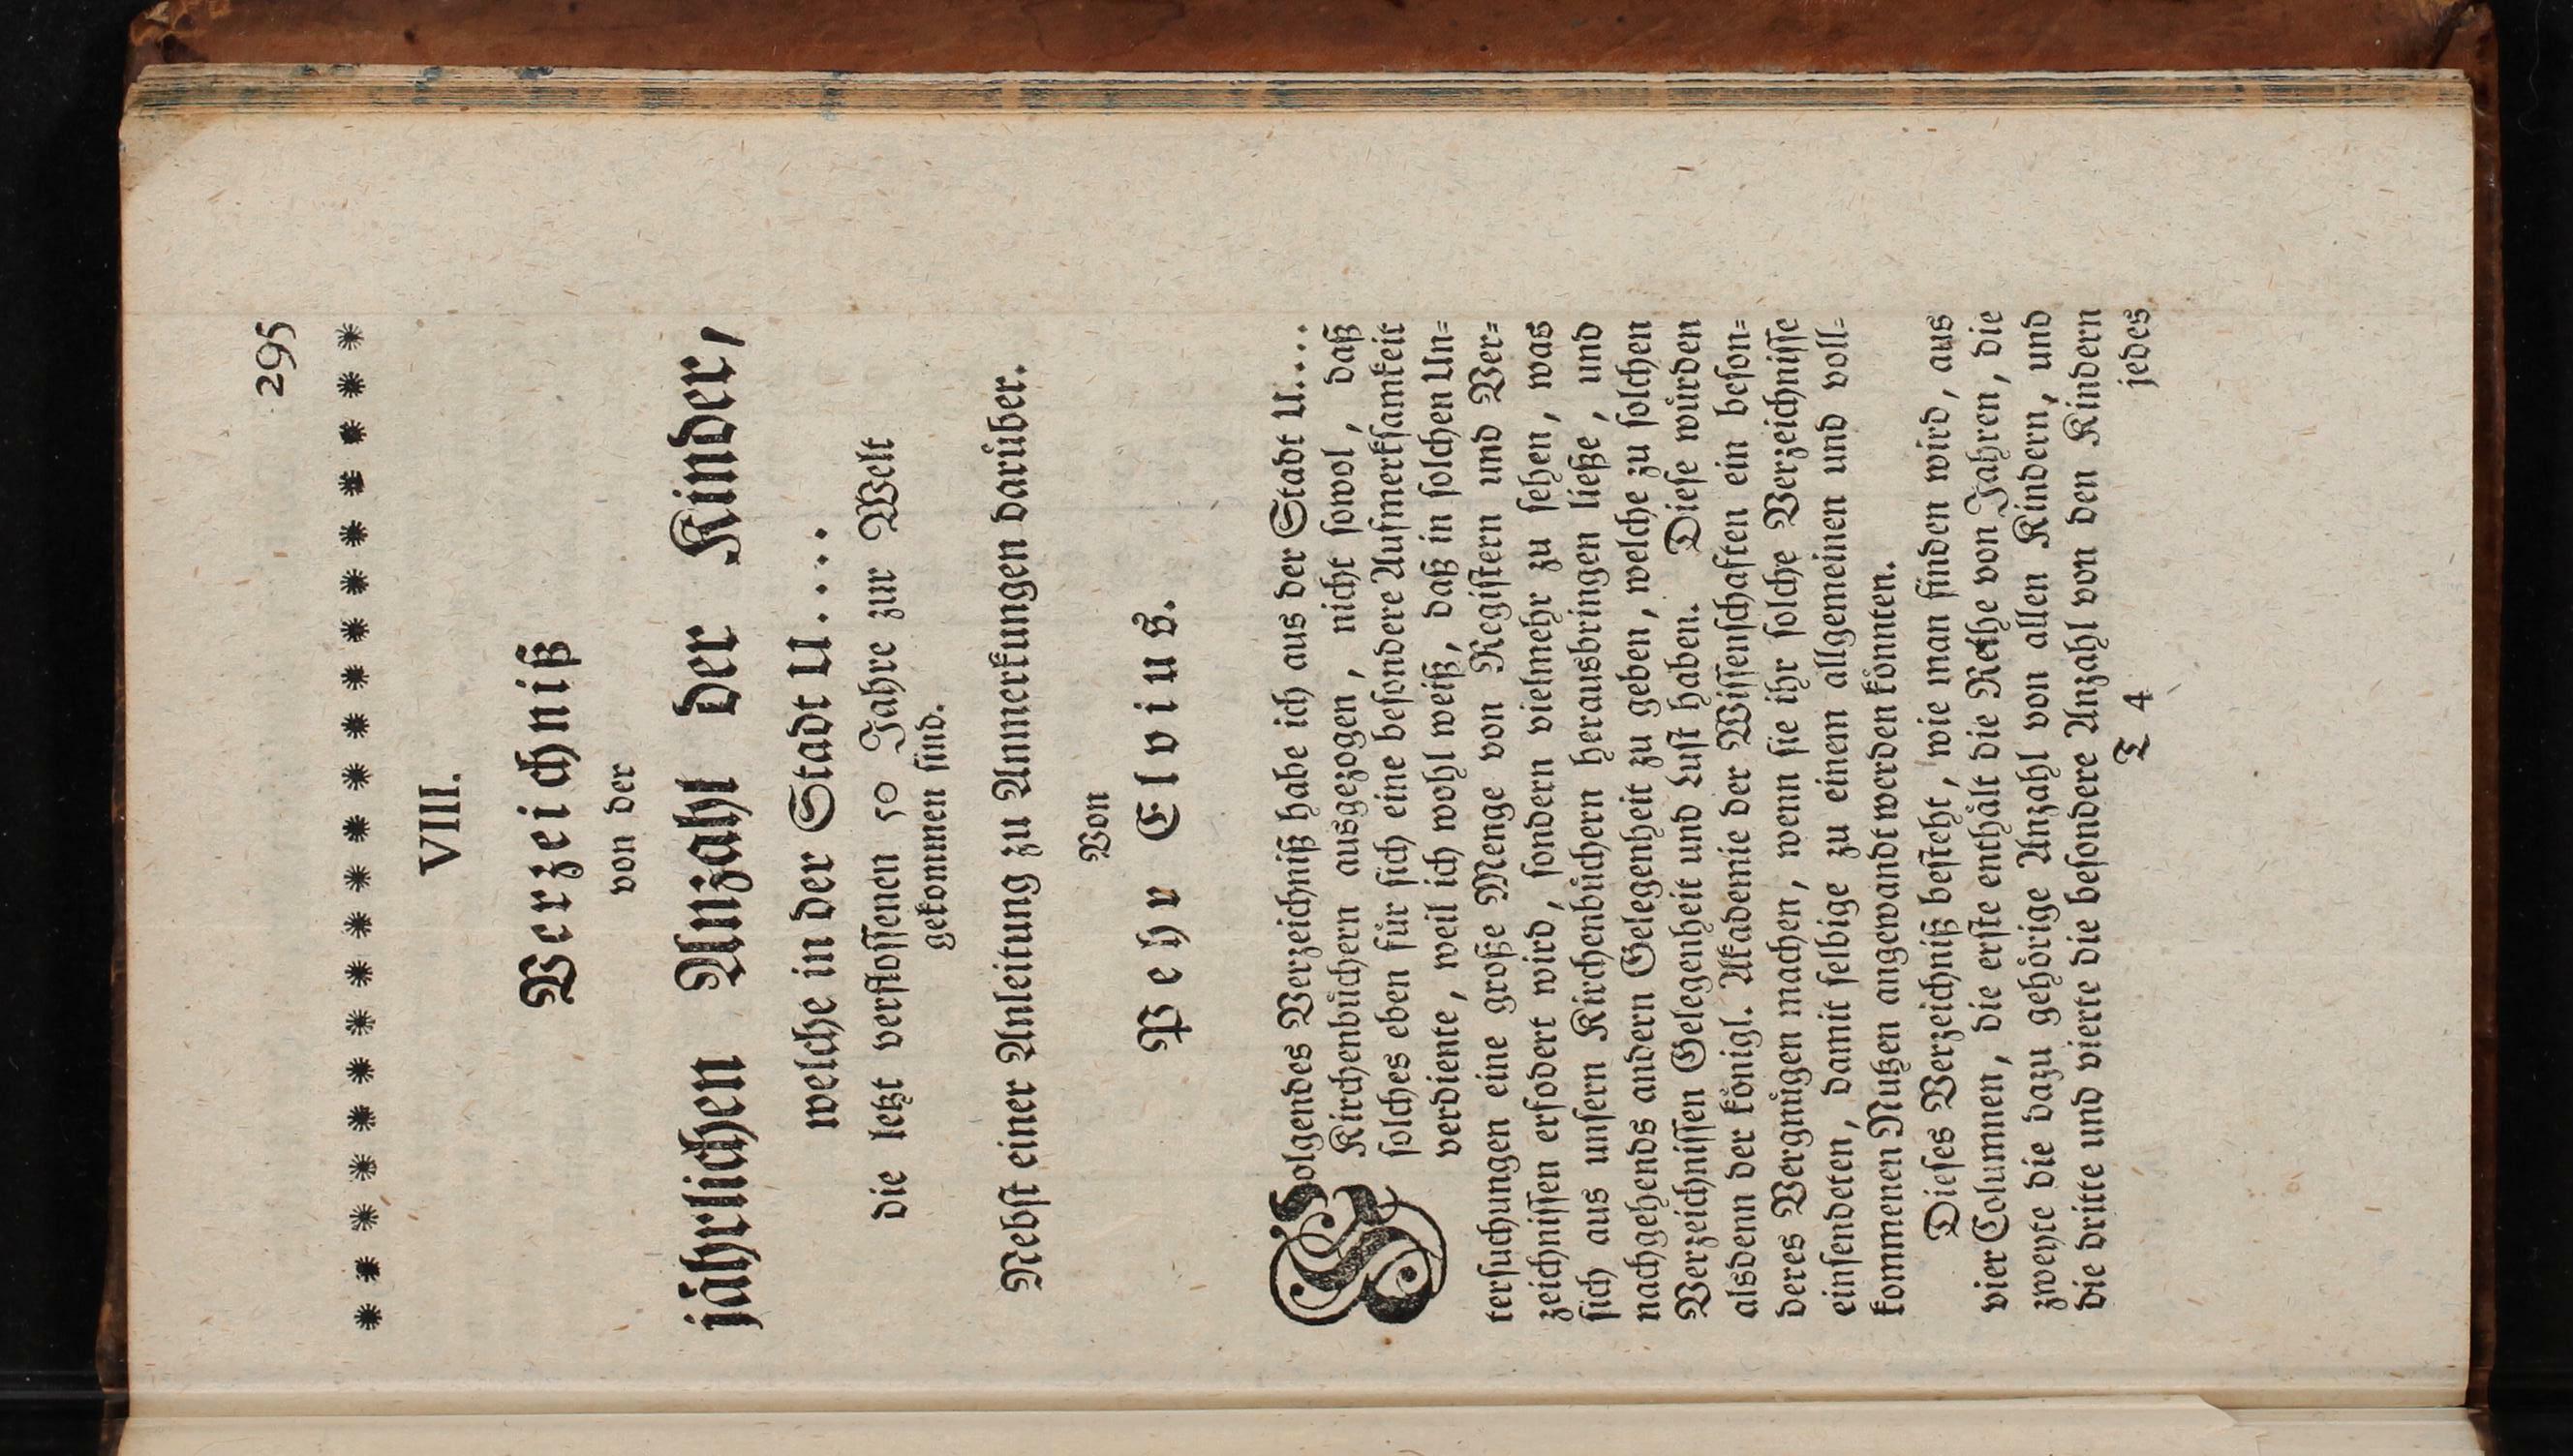 295
* * * * * * * * * * * * * * * * * * * * *
VIII.
Verzeichniß
von der
jährlichen Anzahl der Kinder,
welche in der Stadt U....
die letzt verflossenen 50 Jahre zur Welt
gekommen sind.
Nebst einer Anleitung zu Anmerkungen darüber.
Von
Pehr Elvius.
Folgendes Verzeichniß habe ich aus der Stadt U....
Kirchenbüchern ausgezogen, nicht sowol, daß
solches eben für sich eine besondere Aufmerksamkeit
verdiente, weil ich wohl weiß, daß in solchen Un=
tersuchungen eine große Menge von Registern und Ver=
zeichnissen erfodert wird, sondern vielmehr zu sehen, was
sich aus unsern Kirchenbüchern herausbringen ließe, und
nachgehends andern Gelegenheit zu geben, welche zu solchen
Verzeichnissen Gelegenheit und Lust haben. Diese würden
alsdenn der königl. Akademie der Wissenschaften ein beson=
deres Vergnügen machen, wenn sie ihr solche Verzeichnisse
einsendeten, damit selbige zu einem allgemeinen und voll=
kommenen Nutzen angewandt werden könnten.
Dieses Verzeichniß besteht, wie man finden wird, aus
vier Columnen, die erste enthält die Reihe von Jahren, die
zweyte die dazu gehörige Anzahl von allen Kindern, und
die dritte und vierte die besondere Anzahl von den Kindern
T 4 jedes